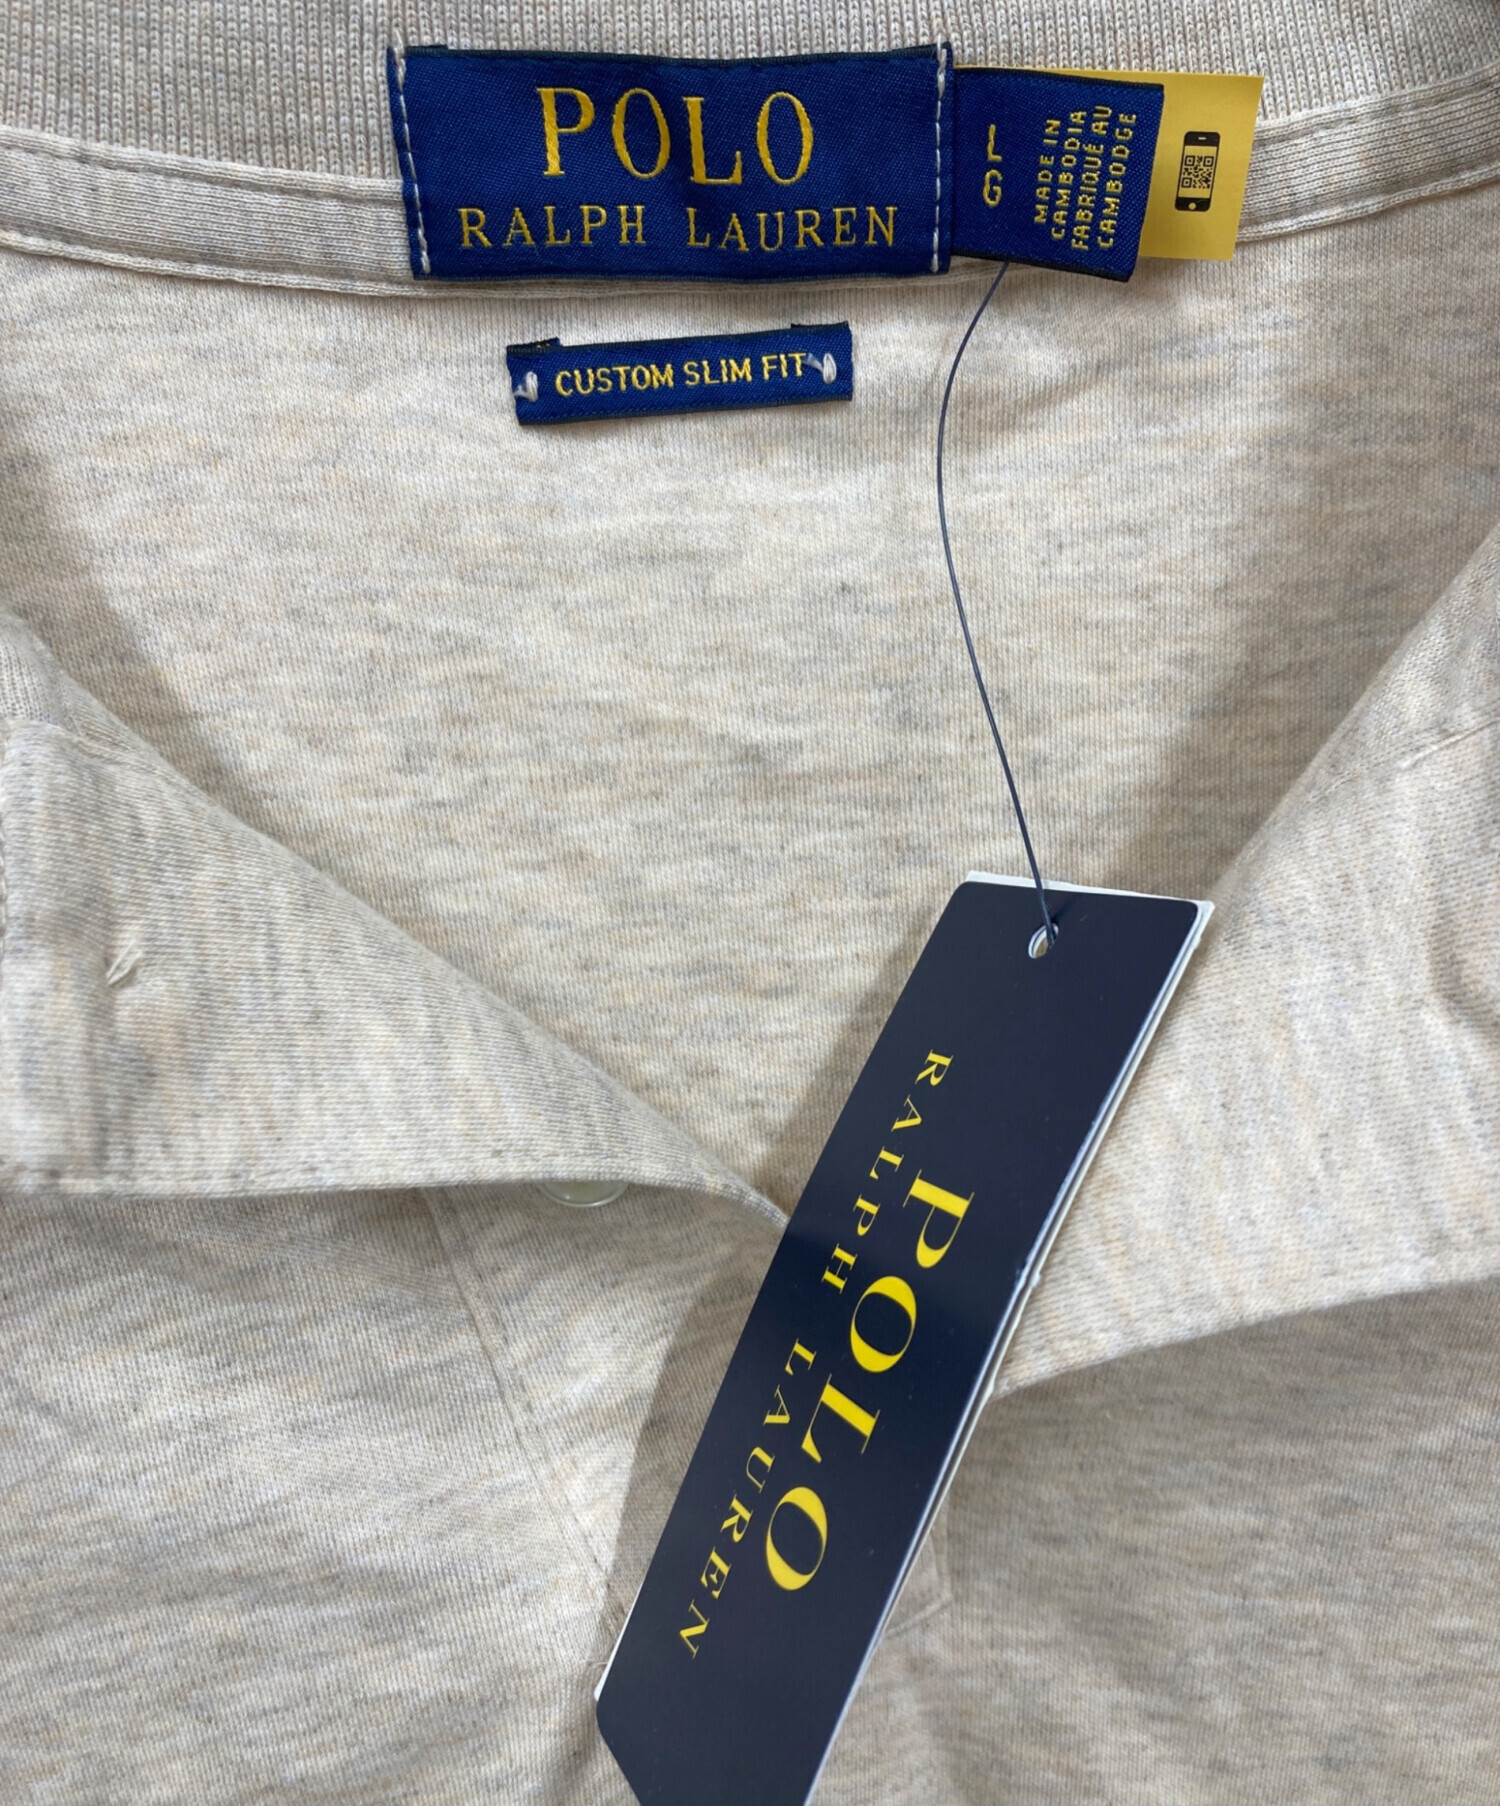 POLO
RALPH LAUREN
L
G
MADE IN
CAMBODIA
FABRIQUÉ AU
CAMBODGE
CUSTOM SLIM FIT
POLO
RALPH LAUREN